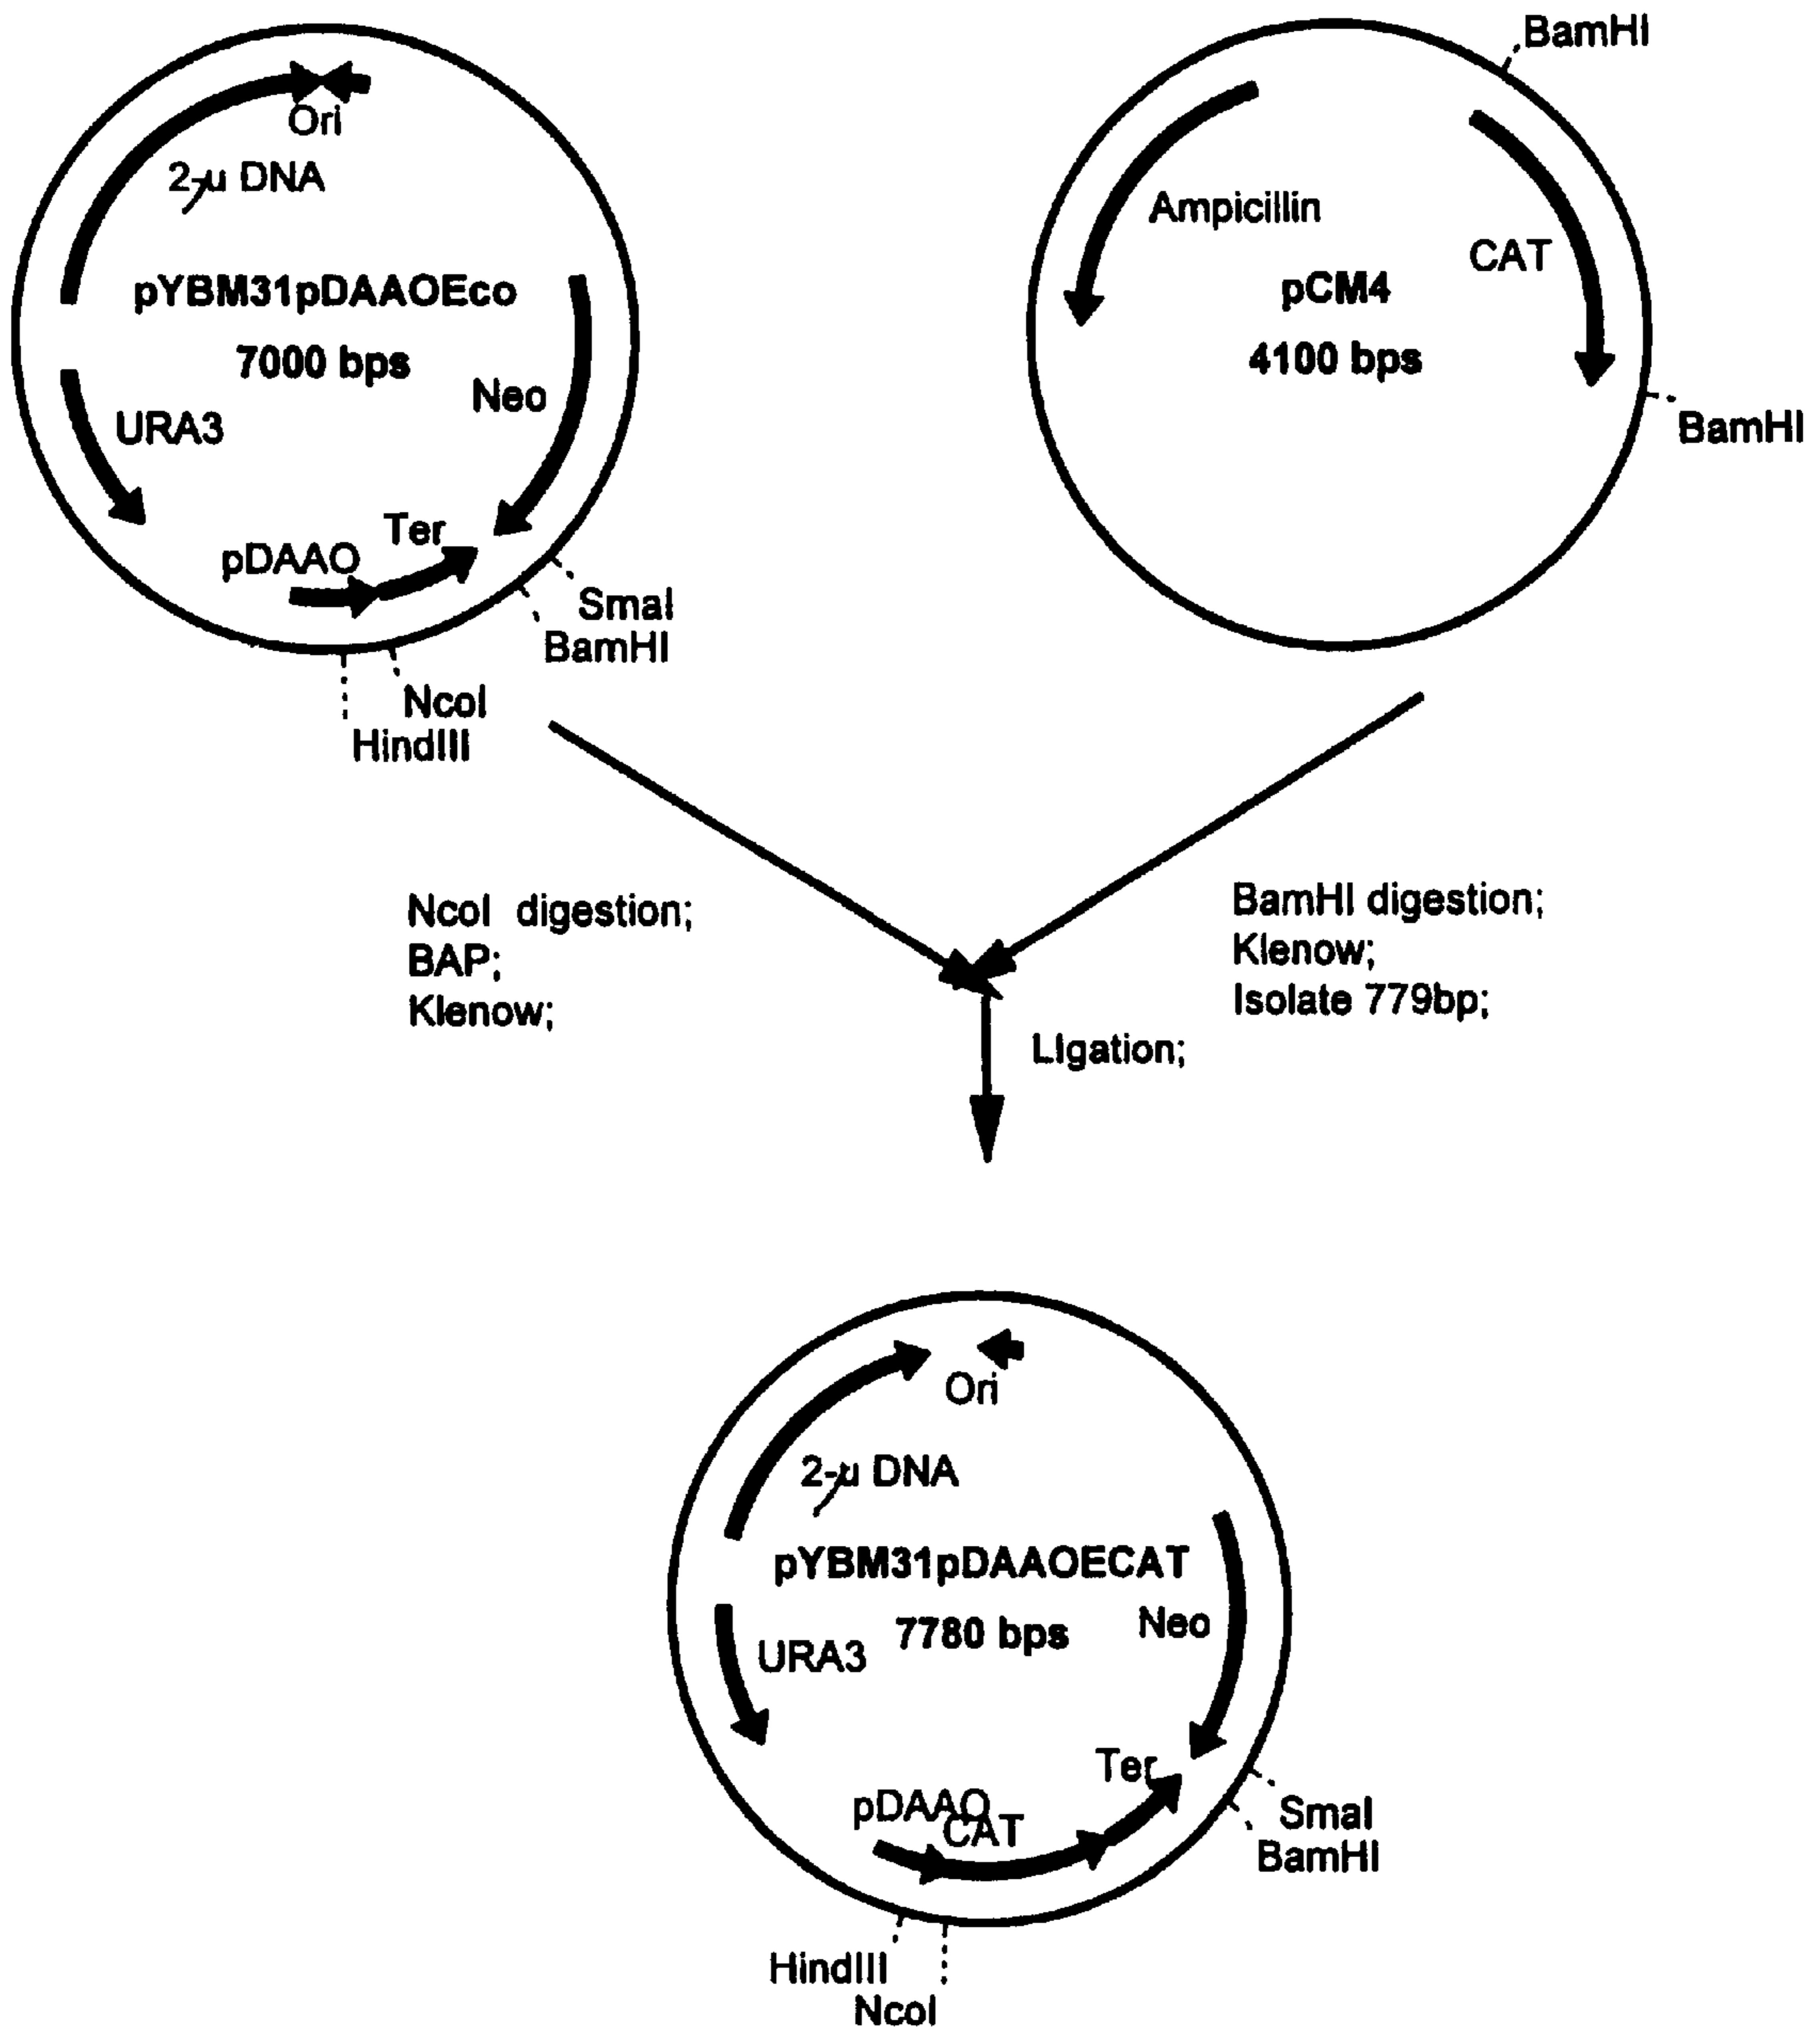 Ori
2-µ DNA
pYBM31pDAAOEco
7000 bps
Neo
URA3
Ter
pDAAO
SmaI
BamHI
NcoI
HindIII
BamHI
Ampicillin
CAT
pCM4
4100 bps
BamHI
NcoI digestion;
BAP;
Klenow;
BamHI digestion;
Klenow;
Isolate 779bp;
LIgation;
Ori
2-µ DNA
pYBM31pDAAOECAT
7780 bps
Neo
URA3
Ter
pDAAO
CAT
SmaI
BamHI
HindIII
NcoI